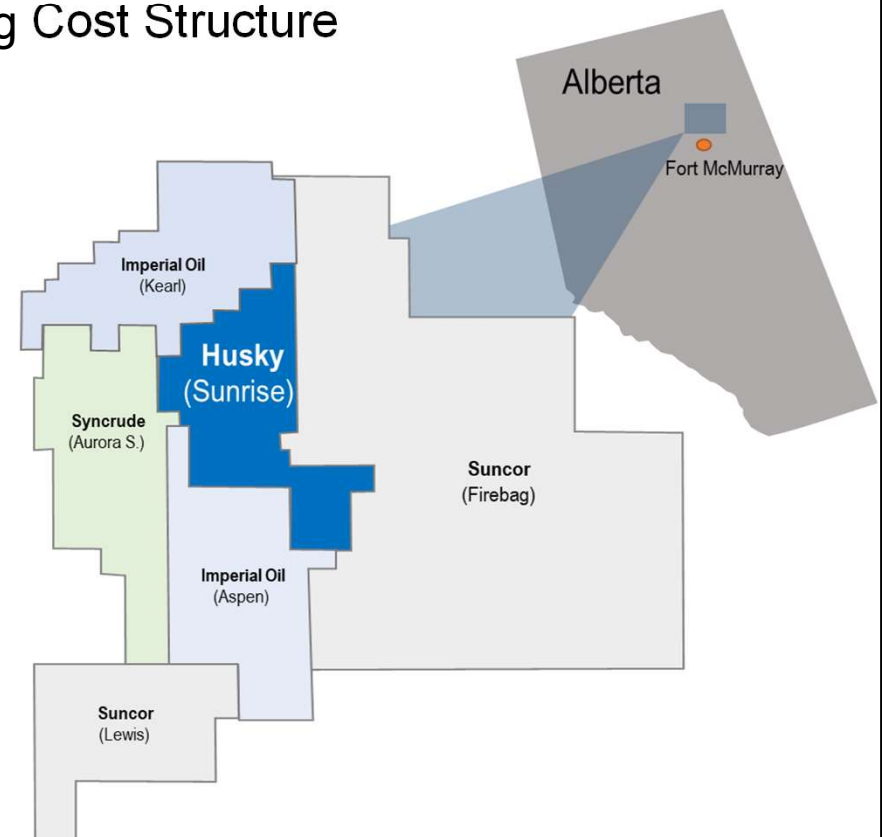 g Cost Structure
Alberta
Fort McMurray
Imperial Oil
(Kearl)
Husky
(Sunrise)
Syncrude
(Aurora S.)
Suncor
(Firebag)
Imperial Oil
(Aspen)
Suncor
(Lewis)